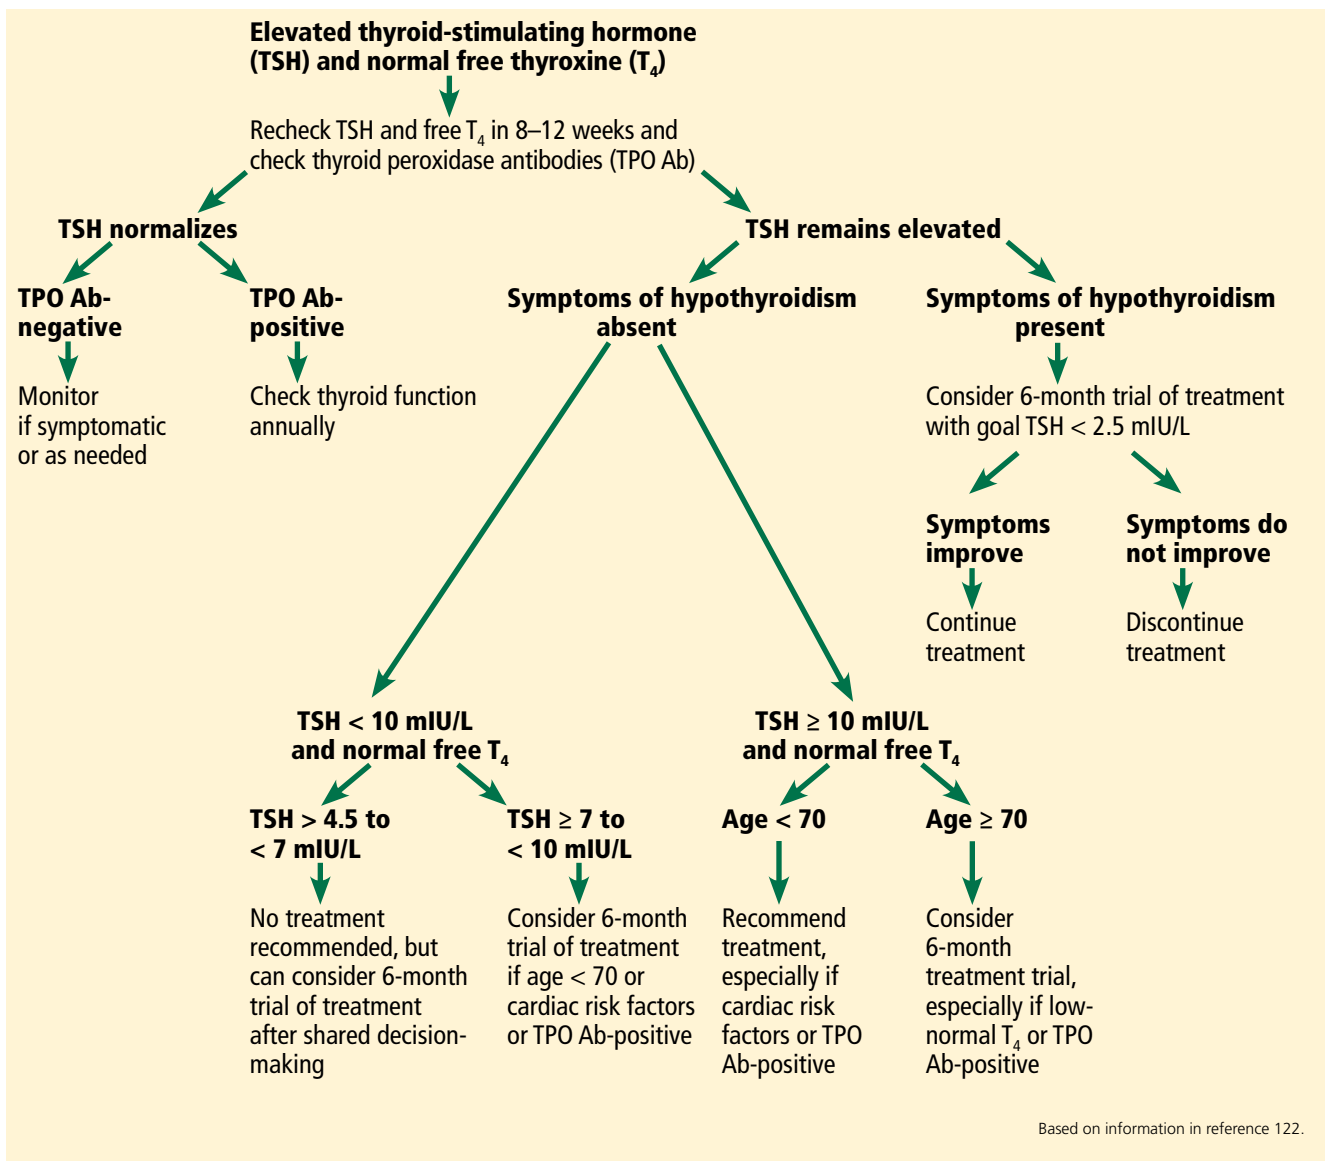 Elevated thyroid-stimulating hormone
(TSH) and normal free thyroxine (T4)
Recheck TSH and free T4 in 8–12 weeks and
check thyroid peroxidase antibodies (TPO Ab)
TSH normalizes
TSH remains elevated
TPO Ab-
negative
TPO Ab-
positive
Symptoms of hypothyroidism
absent
Symptoms of hypothyroidism
present
Monitor
if symptomatic
or as needed
Check thyroid function
annually
Consider 6-month trial of treatment
with goal TSH < 2.5 mIU/L
Symptoms
improve
Symptoms do
not improve
Continue
treatment
Discontinue
treatment
TSH < 10 mIU/L
and normal free T4
TSH ≥ 10 mIU/L
and normal free T4
TSH > 4.5 to
< 7 mIU/L
TSH ≥ 7 to
< 10 mIU/L
Age < 70
Age ≥ 70
No treatment
recommended, but
can consider 6-month
trial of treatment
after shared decision-
making
Consider 6-month
trial of treatment
if age < 70 or
cardiac risk factors
or TPO Ab-positive
Recommend
treatment,
especially if
cardiac risk
factors or TPO
Ab-positive
Consider
6-month
treatment trial,
especially if low-
normal T4 or TPO
Ab-positive
Based on information in reference 122.